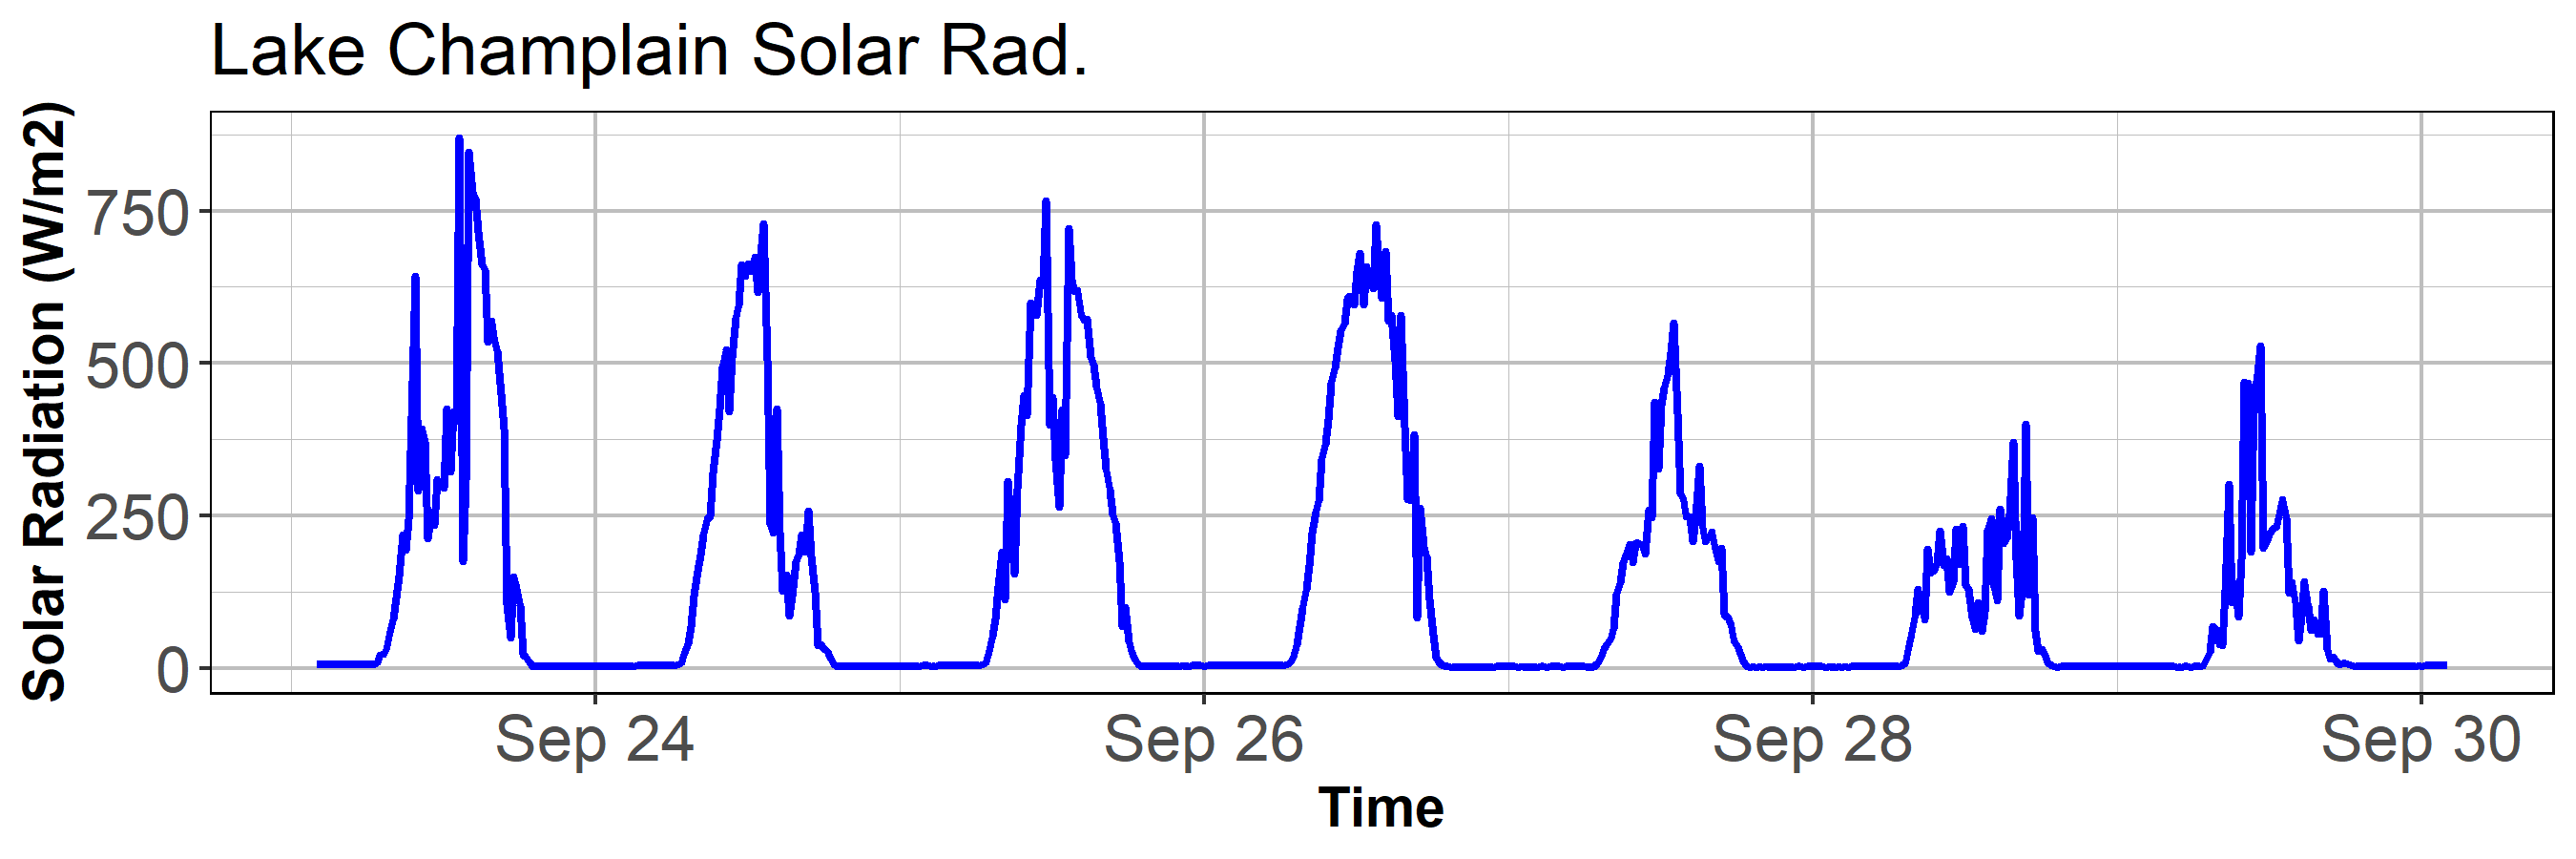 Lake Champlain Solar Rad.
Solar Radiation (W/m2)
750
500
250
0
Sep 24
Sep 26
Sep 28
Sep 30
Time